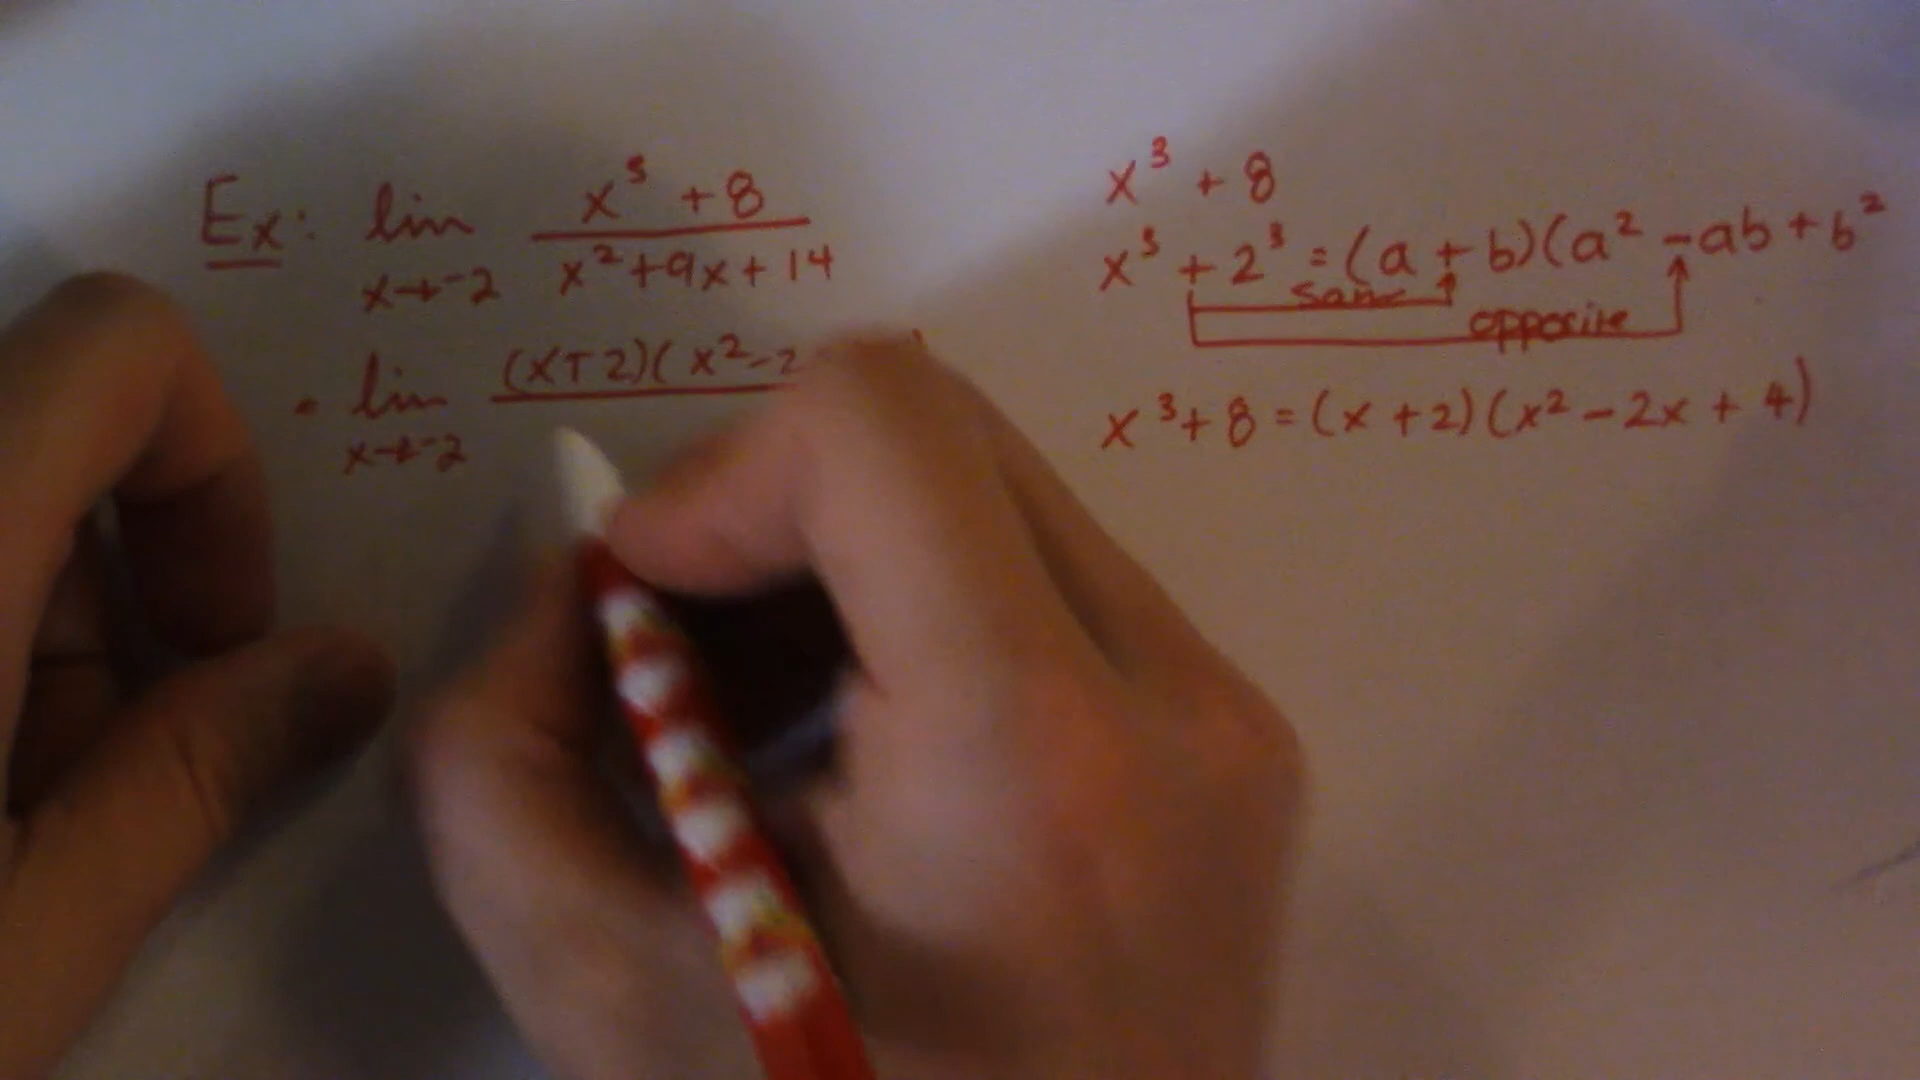 Ex: lim x³ + 8
x→-2 x² + 9x + 14
= lim (x+2)(x²-2
x→-2
x³ + 8
x³ + 2³ = (a + b)(a² - ab + b²
same
opposite
x³ + 8 = (x + 2)(x² - 2x + 4)